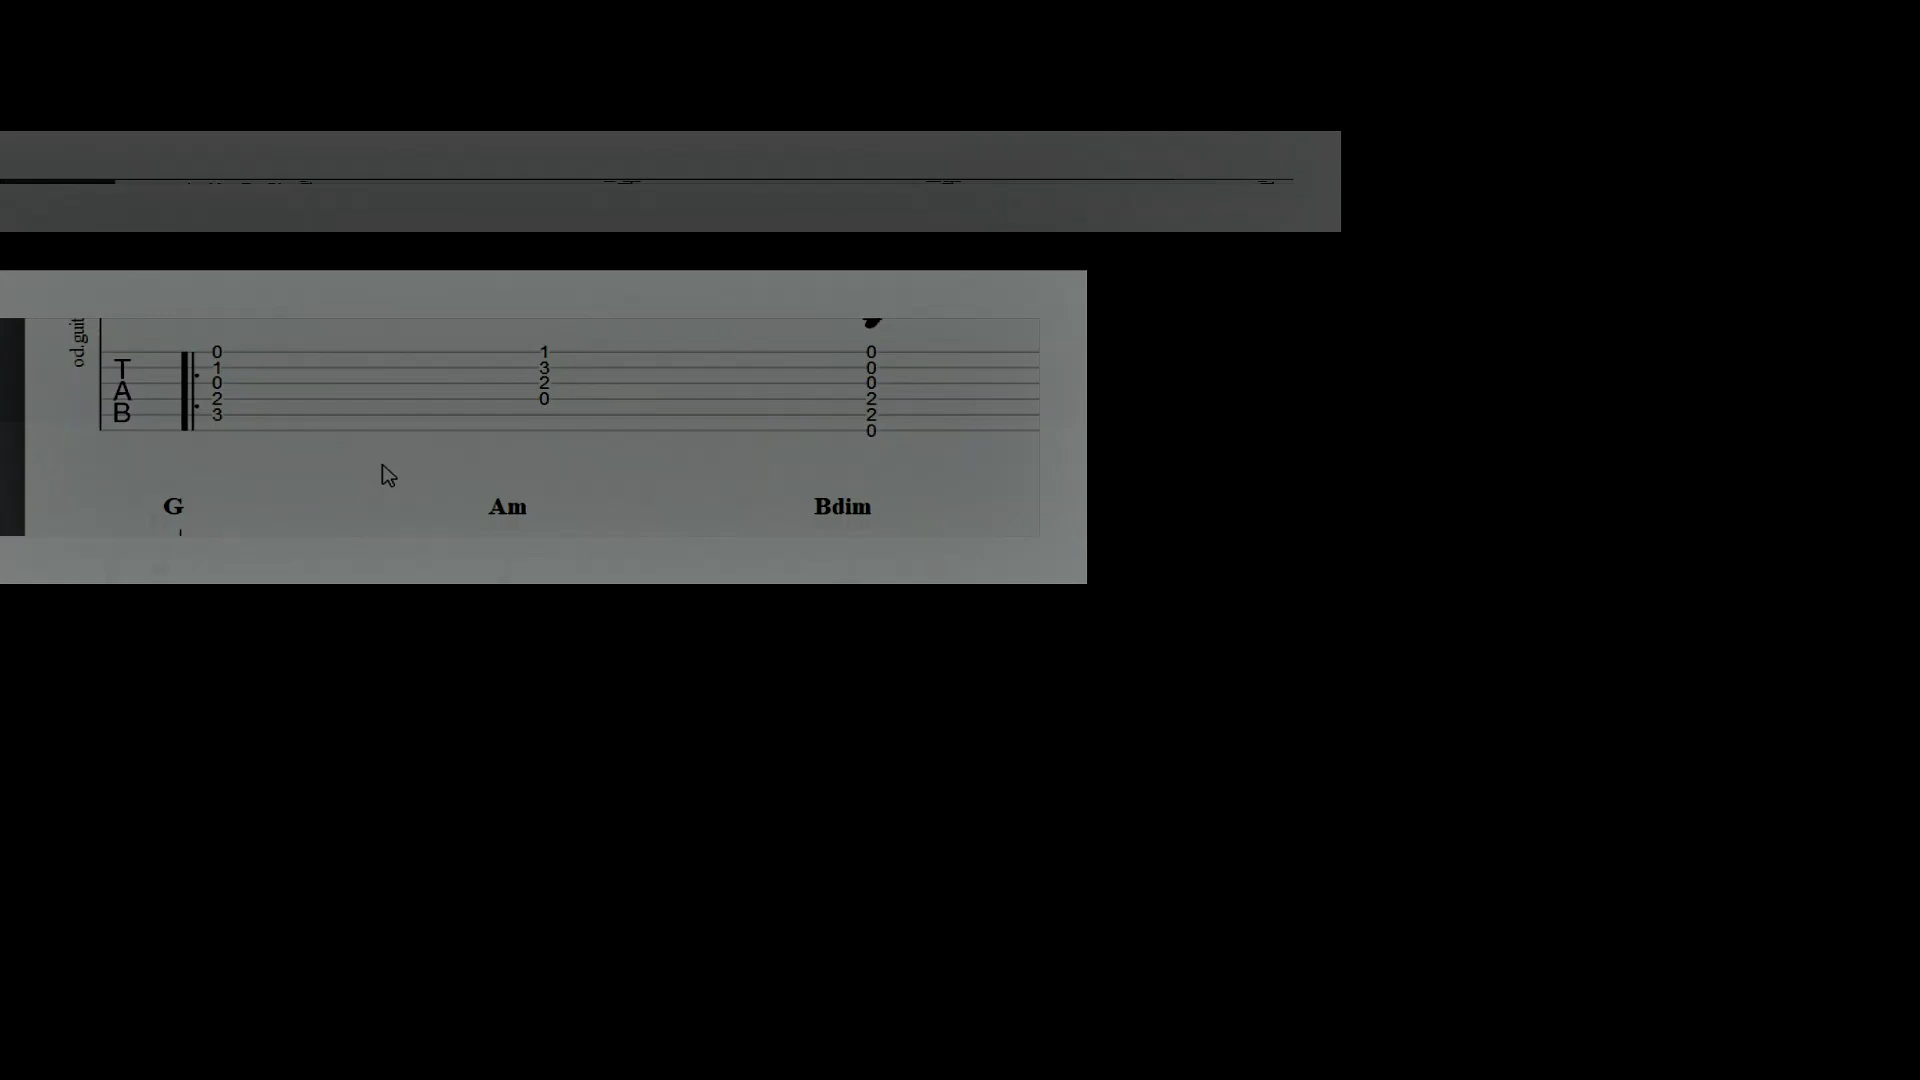 od.guit
T
A
B
0 1 0
1 3 0
0 2 0
2 0 2
3 2
0
G Am Bdim